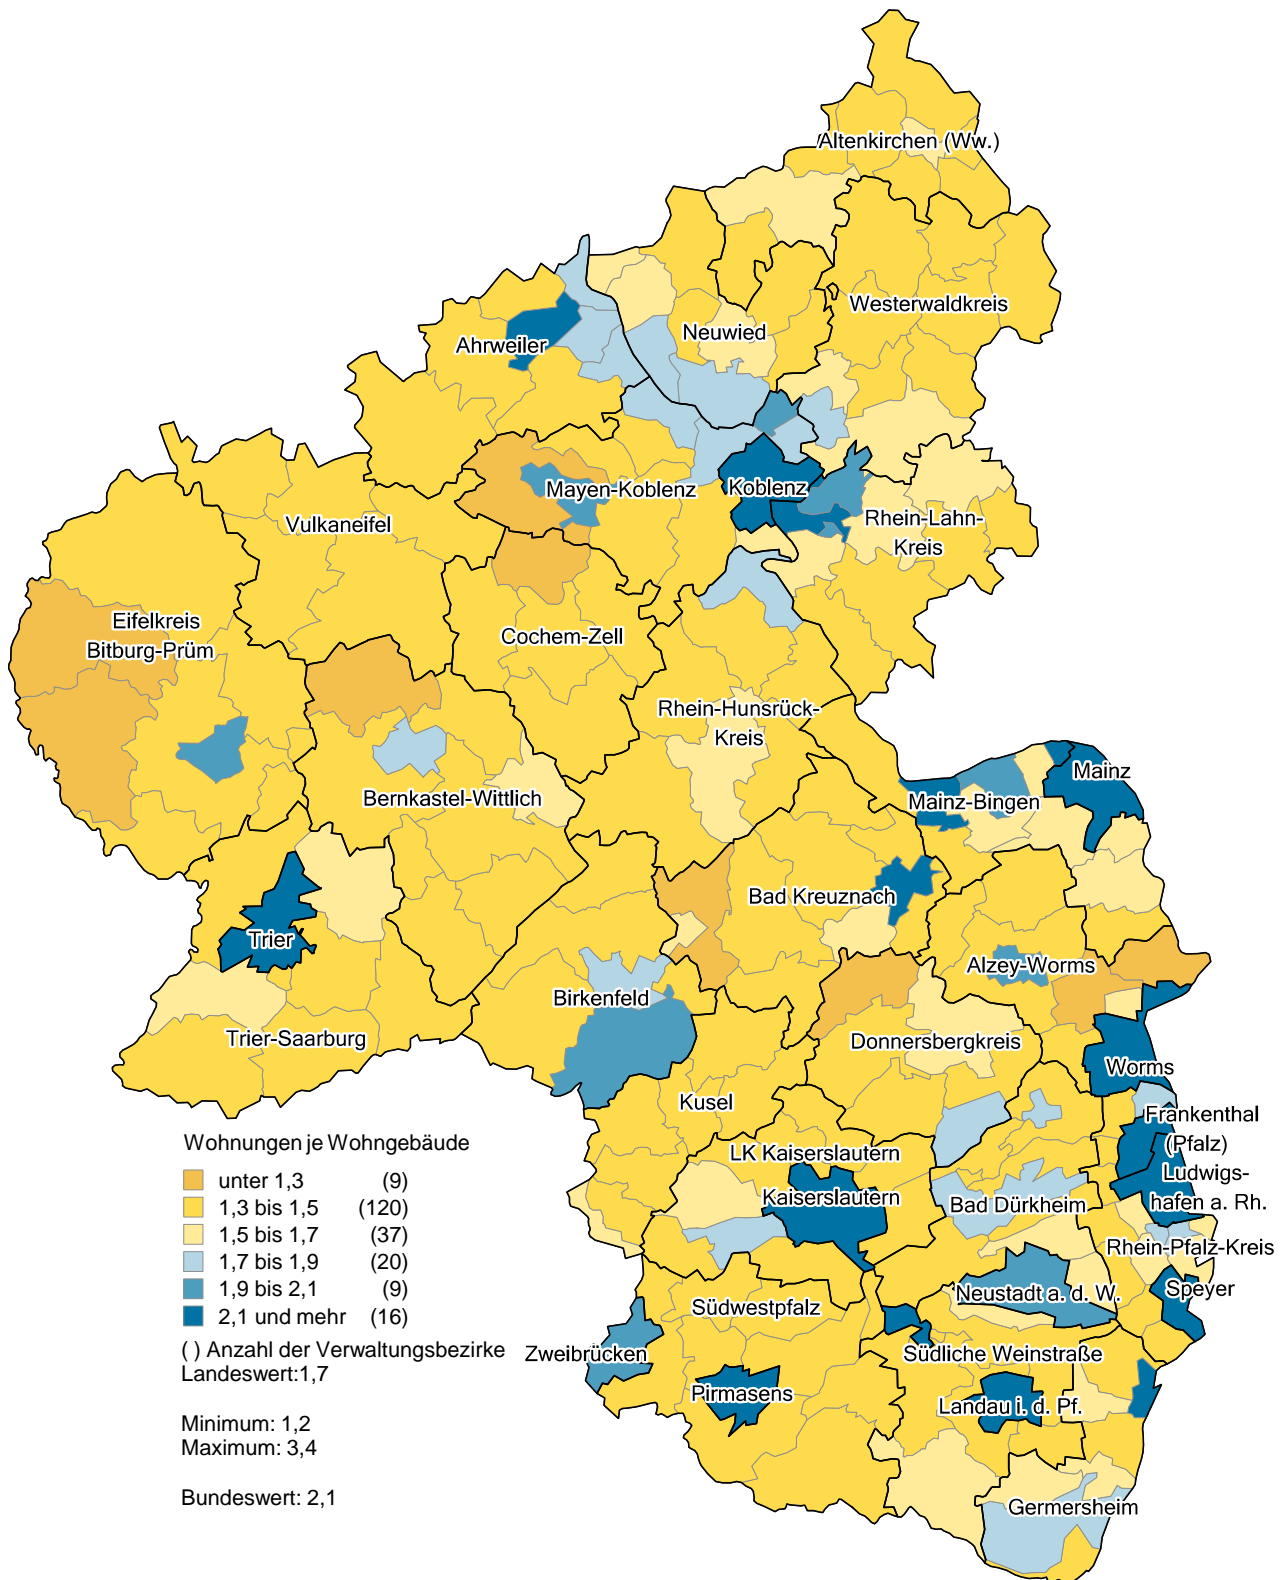 Altenkirchen (Ww.)
Westerwaldkreis
Neuwied
Ahrweiler
Mayen-Koblenz
Koblenz
Vulkaneifel
Rhein-Lahn-
Kreis
Eifelkreis
Bitburg-Prüm
Cochem-Zell
Rhein-Hunsrück-
Kreis
Mainz
Bernkastel-Wittlich
Mainz-Bingen
Bad Kreuznach
Trier
Alzey-Worms
Birkenfeld
Trier-Saarburg
Donnersbergkreis
Worms
Kusel
Frankenthal
(Pfalz)
LK Kaiserslautern
Ludwigs-
hafen a. Rh.
Kaiserslautern
Bad Dürkheim
Rhein-Pfalz-Kreis
Neustadt a. d. W.
Speyer
Südwestpfalz
Zweibrücken
Südliche Weinstraße
Pirmasens
Landau i. d. Pf.
Germersheim
Wohnungen je Wohngebäude
unter 1,3 (9)
1,3 bis 1,5 (120)
1,5 bis 1,7 (37)
1,7 bis 1,9 (20)
1,9 bis 2,1 (9)
2,1 und mehr (16)
( ) Anzahl der Verwaltungsbezirke
Landeswert:1,7
Minimum: 1,2
Maximum: 3,4
Bundeswert: 2,1